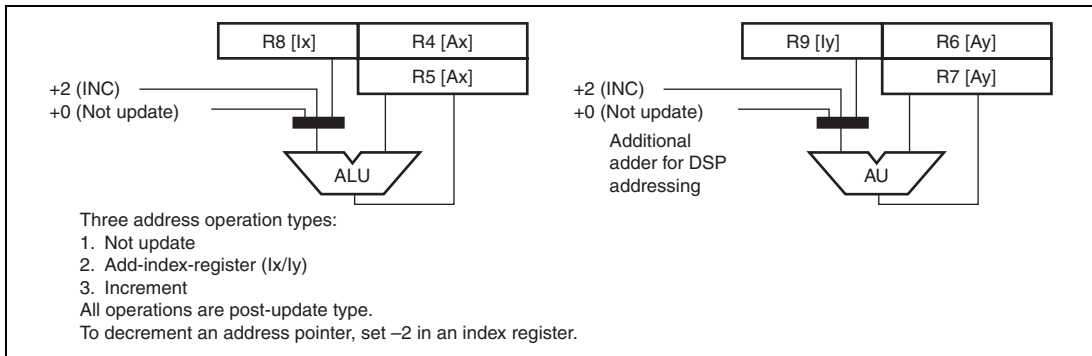 R8 [Ix]
R4 [Ax]
R5 [Ax]
+2 (INC)
+0 (Not update)
ALU
R9 [Iy]
R6 [Ay]
R7 [Ay]
+2 (INC)
+0 (Not update)
Additional
adder for DSP
addressing
AU
Three address operation types:
1. Not update
2. Add-index-register (Ix/Iy)
3. Increment
All operations are post-update type.
To decrement an address pointer, set –2 in an index register.